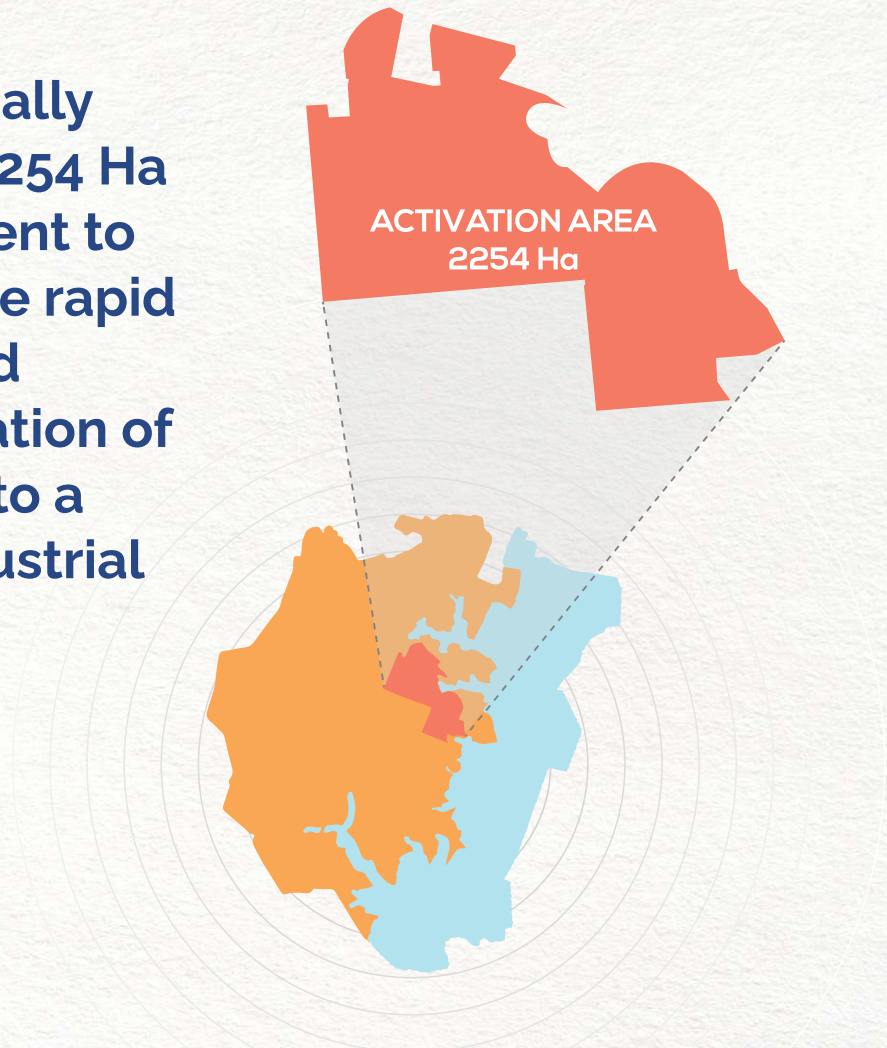 ally
254 Ha
ent to
e rapid
d
ation of
to a
ustrial
ACTIVATION AREA
2254 Ha